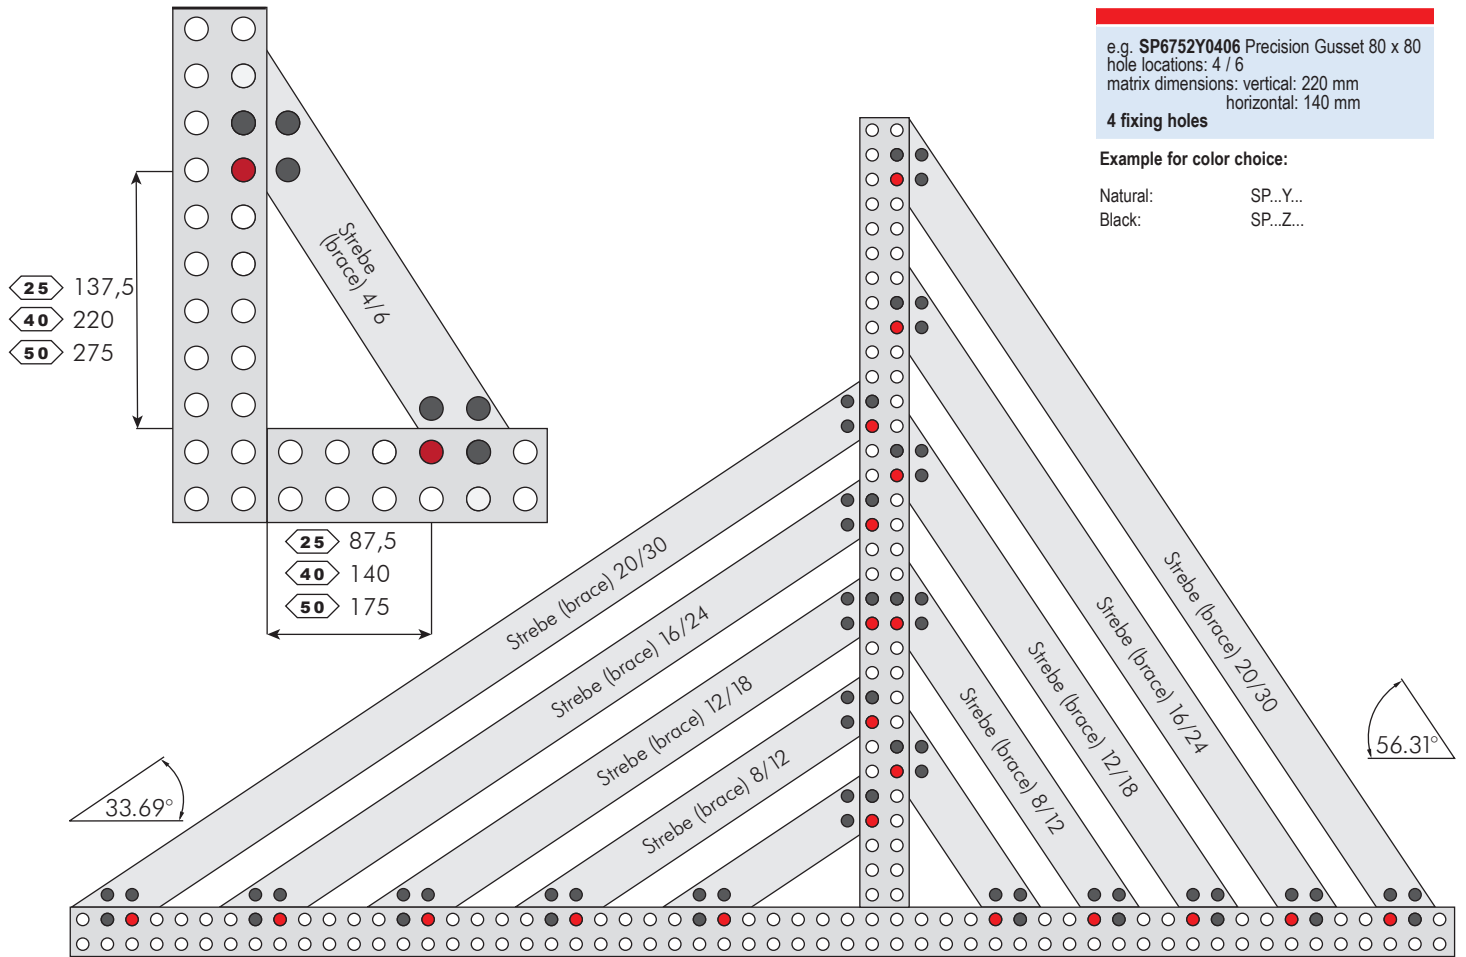 e.g. SP6752Y0406 Precision Gusset 80 x 80
hole locations: 4 / 6
matrix dimensions: vertical: 220 mm
horizontal: 140 mm
4 fixing holes
Example for color choice:
Natural: SP...Y...
Black: SP...Z...
Strebe
(brace) 4/6
25 137,5
40 220
50 275
25 87,5
40 140
50 175
Strebe (brace) 20/30
Strebe (brace) 16/24
Strebe (brace) 12/18
Strebe (brace) 8/12
Strebe (brace) 8/12
Strebe (brace) 12/18
Strebe (brace) 16/24
Strebe (brace) 20/30
33.69°
56.31°